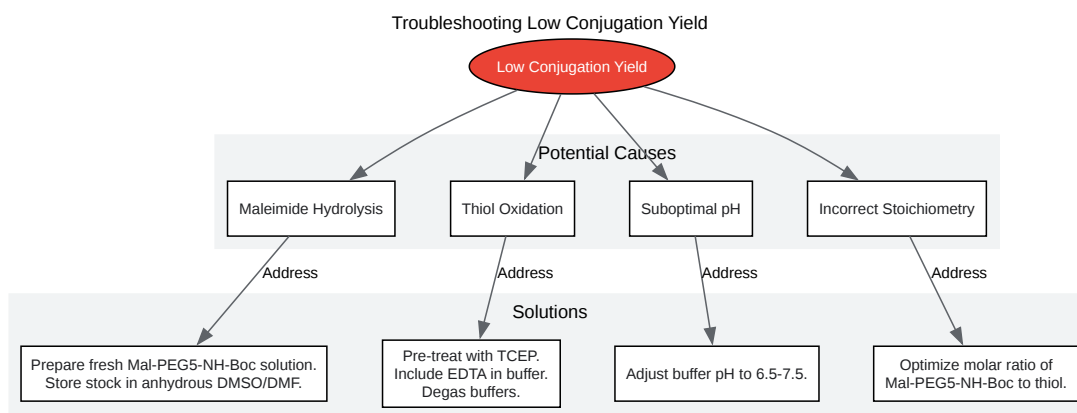 Troubleshooting Low Conjugation Yield
Low Conjugation Yield
Potential Causes
Maleimide Hydrolysis
Thiol Oxidation
Suboptimal pH
Incorrect Stoichiometry
Address
Address
Address
Address
Solutions
Prepare fresh Mal-PEG5-NH-Boc solution.
Store stock in anhydrous DMSO/DMF.
Pre-treat with TCEP.
Include EDTA in buffer.
Degas buffers.
Adjust buffer pH to 6.5-7.5.
Optimize molar ratio of
Mal-PEG5-NH-Boc to thiol.